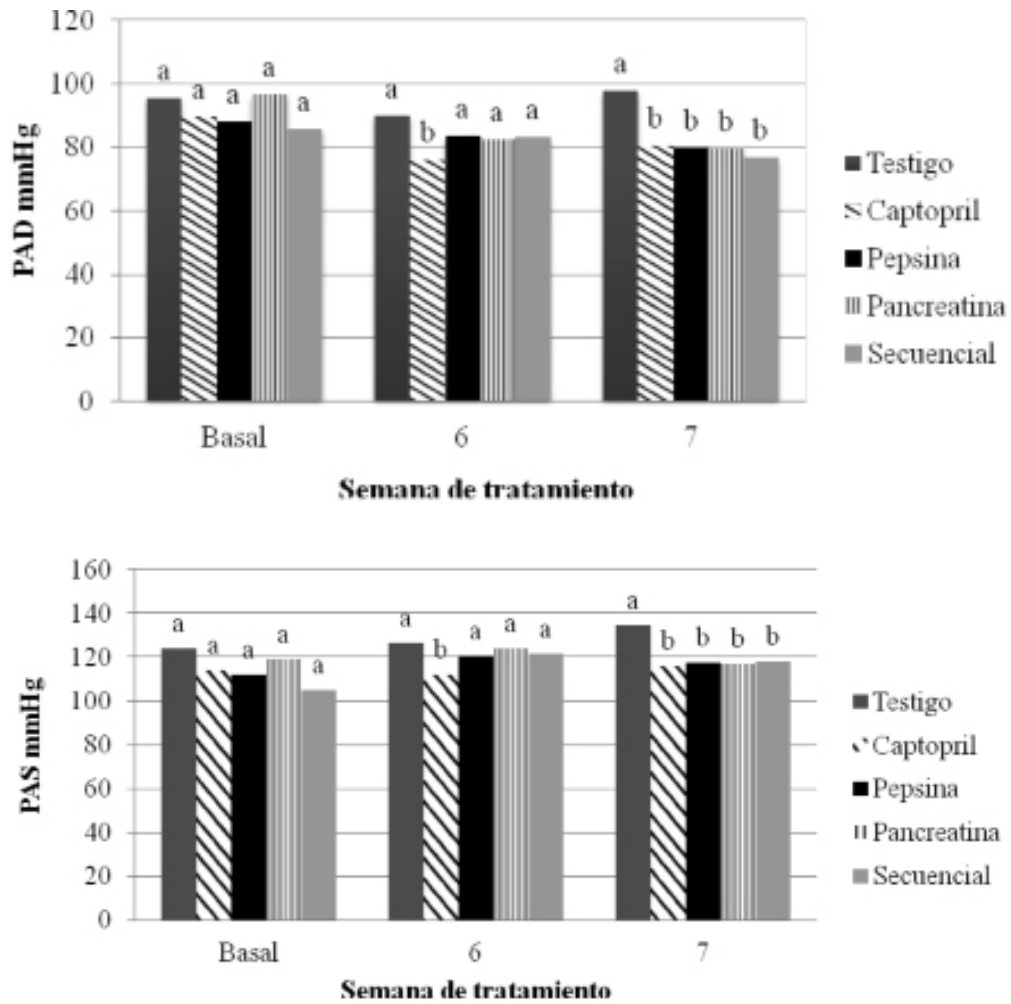 120
100
80
60
40
20
0
PAD mmHg
a a a a a
a b a a a
a b b b b
Basal 6 7
Semana de tratamiento
Testigo
Captopril
Pepsina
Pancreatina
Secuencial
160
140
120
100
80
60
40
20
0
PAS mmHg
a a a a a
a b a a a
a b b b b
Basal 6 7
Semana de tratamiento
Testigo
Captopril
Pepsina
Pancreatina
Secuencial